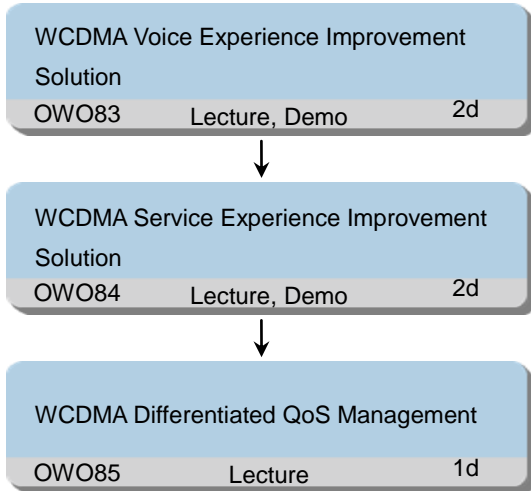 WCDMA Voice Experience Improvement
Solution
OWO83 Lecture, Demo 2d
WCDMA Service Experience Improvement
Solution
OWO84 Lecture, Demo 2d
WCDMA Differentiated QoS Management
OWO85 Lecture 1d